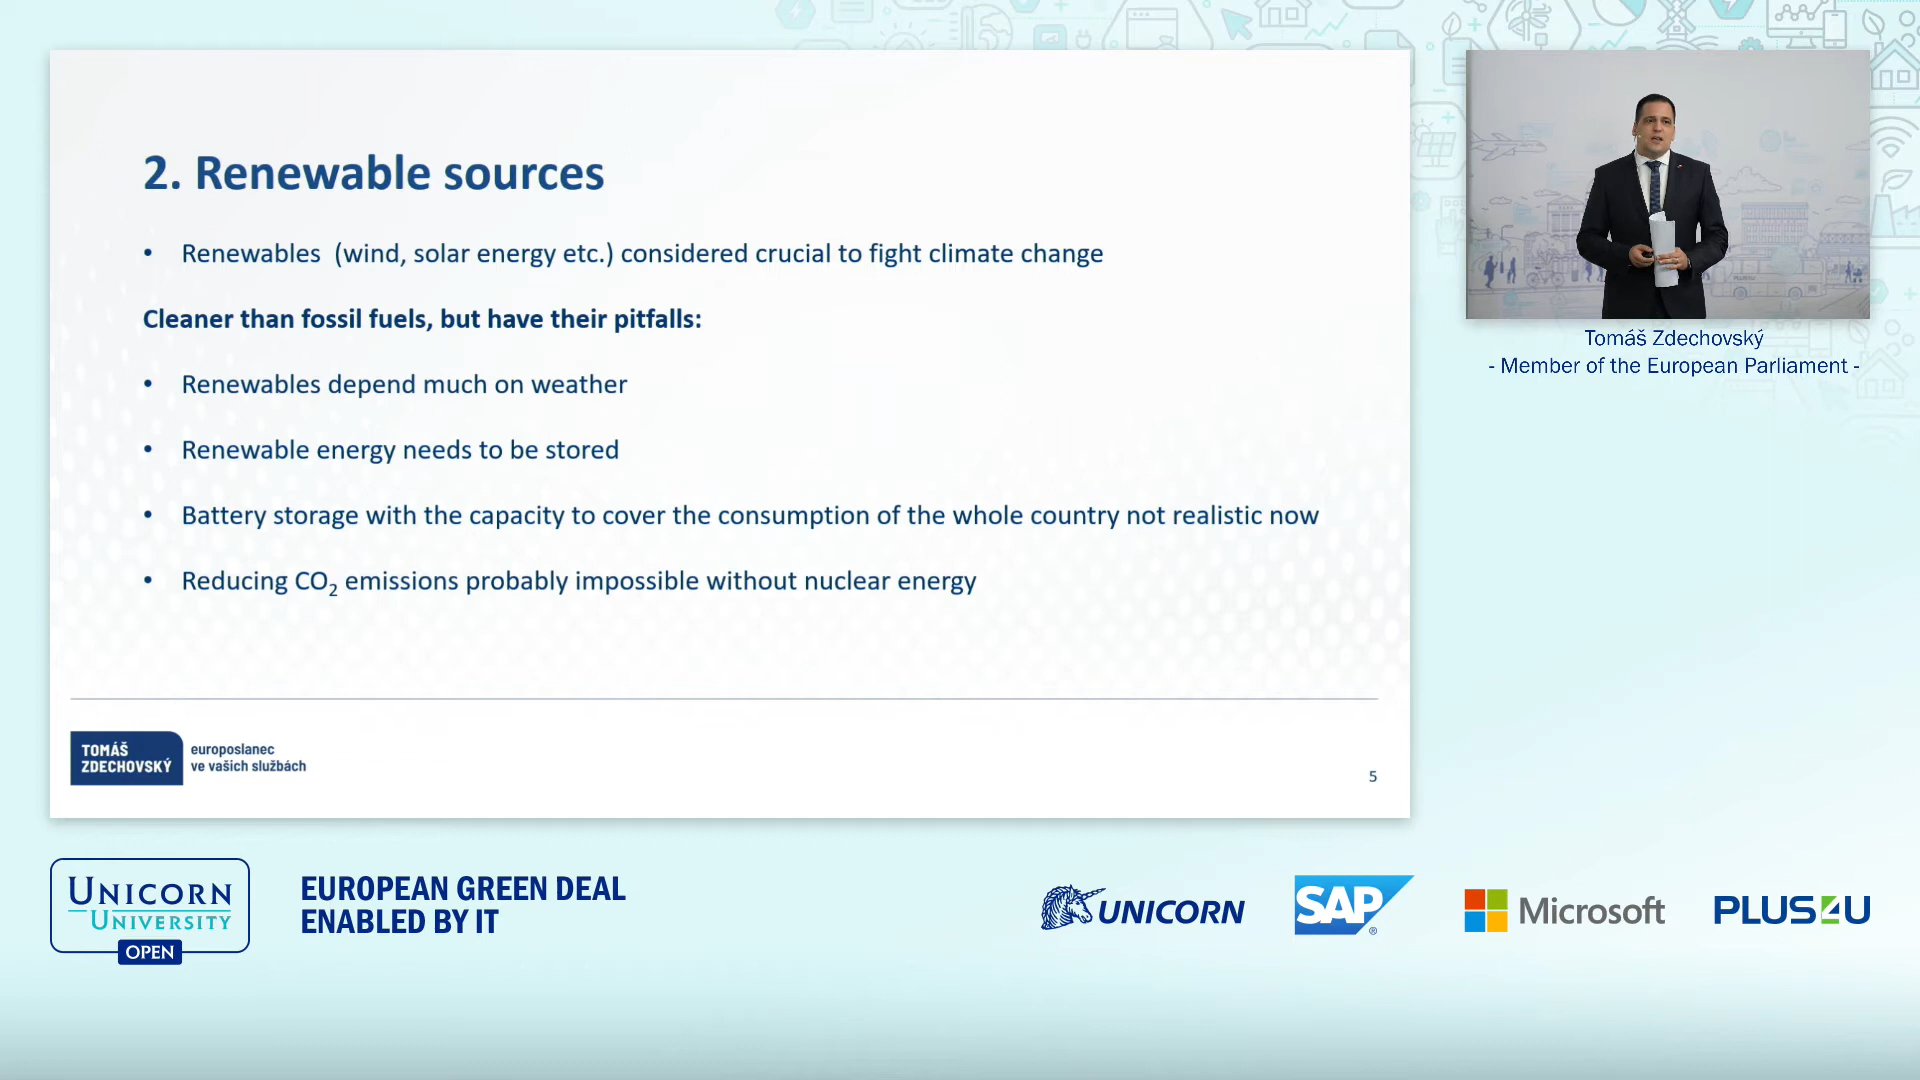 2. Renewable sources
• Renewables  (wind, solar energy etc.) considered crucial to fight climate change
Cleaner than fossil fuels, but have their pitfalls:
• Renewables depend much on weather
• Renewable energy needs to be stored
• Battery storage with the capacity to cover the consumption of the whole country not realistic now
• Reducing CO₂ emissions probably impossible without nuclear energy
TOMÁŠ
ZDECHOVSKÝ
europoslanec
ve vašich službách
5
Tomáš Zdechovský
- Member of the European Parliament -
UNICORN
UNIVERSITY
OPEN
EUROPEAN GREEN DEAL
ENABLED BY IT
UNICORN
SAP®
Microsoft
PLUS4U